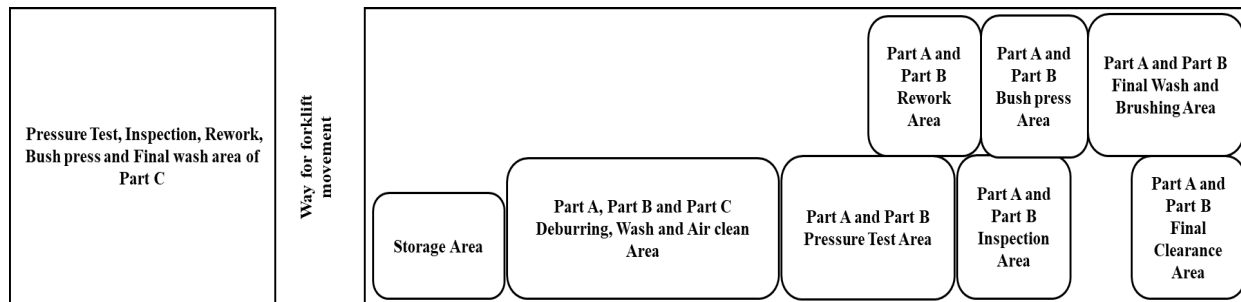 Pressure Test, Inspection, Rework,
Bush press and Final wash area of
Part C
Way for forklift
movement
Storage Area
Part A, Part B and Part C
Deburring, Wash and Air clean
Area
Part A and Part B
Pressure Test Area
Part A and
Part B
Rework
Area
Part A and
Part B
Bush press
Area
Part A and Part B
Final Wash and
Brushing Area
Part A and
Part B
Inspection
Area
Part A and
Part B
Final
Clearance
Area